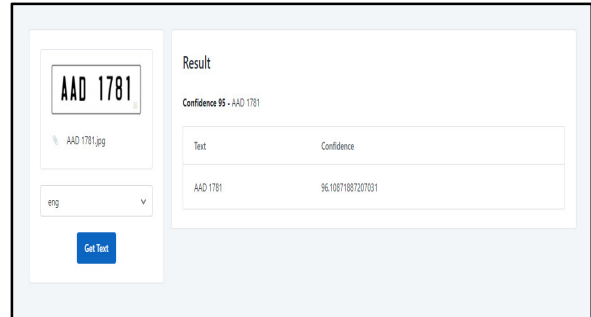 AAD 1781
AAD 1781.jpg
eng
Get Text
Result
Confidence 95 - AAD 1781
Text Confidence
AAD 1781 96.10871887207031